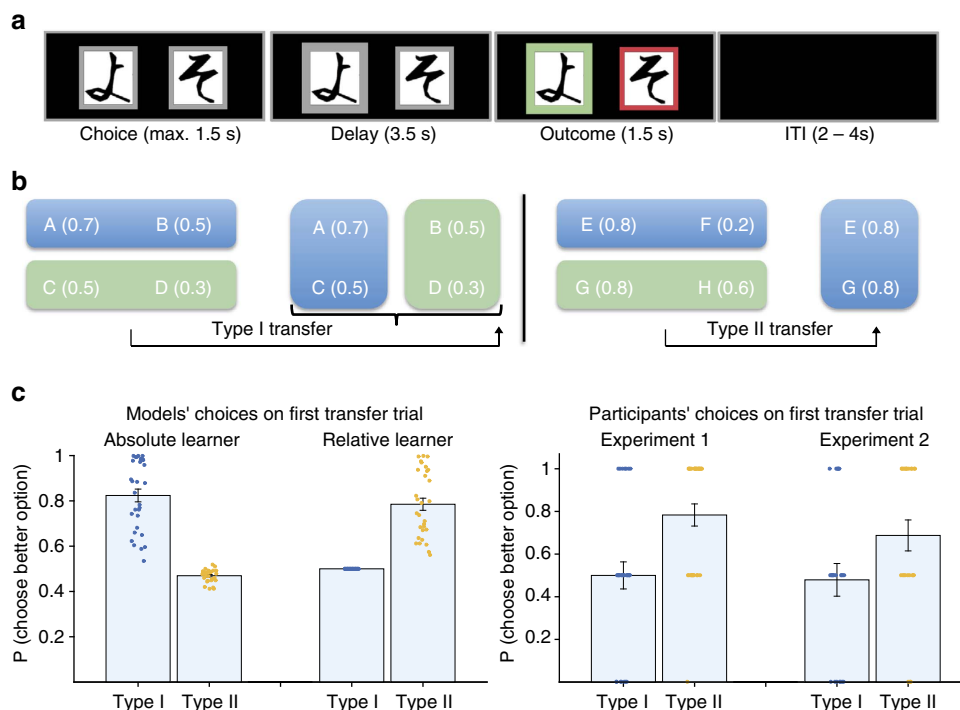 a
よ そ よ そ よ そ
Choice (max. 1.5 s) Delay (3.5 s) Outcome (1.5 s) ITI (2 – 4s)
b
A (0.7) B (0.5) A (0.7) B (0.5) E (0.8) F (0.2) E (0.8)
C (0.5) D (0.3) C (0.5) D (0.3) G (0.8) H (0.6) G (0.8)
Type I transfer Type II transfer
c
Models' choices on first transfer trial
Absolute learner Relative learner
P (choose better option)
1
0.8
0.6
0.4
0.2
Type I Type II Type I Type II
Participants' choices on first transfer trial
Experiment 1 Experiment 2
P (choose better option)
1
0.8
0.6
0.4
0.2
Type I Type II Type I Type II